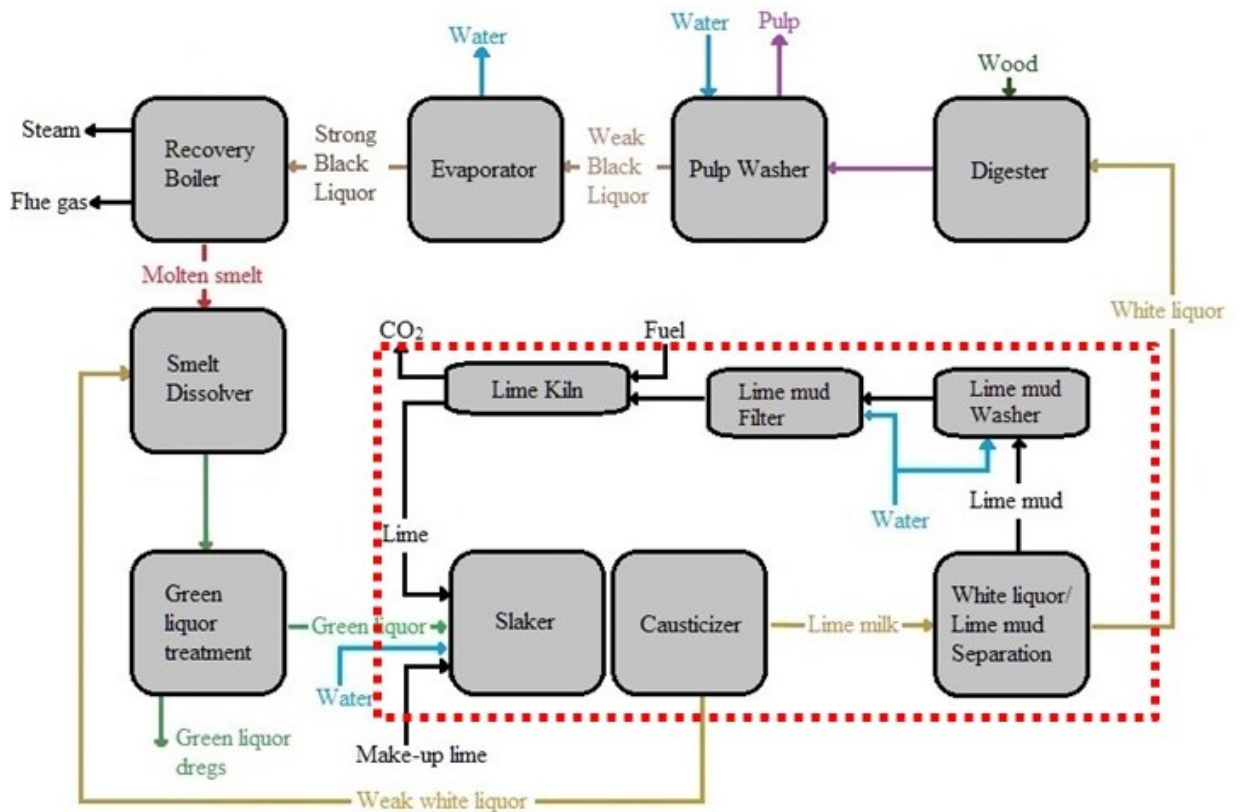 Water
Water
Pulp
Wood
Steam
Flue gas
Recovery
Boiler
Strong
Black
Liquor
Evaporator
Weak
Black
Liquor
Pulp Washer
Digester
Molten smelt
White liquor
Smelt
Dissolver
CO₂
Fuel
Lime Kiln
Lime mud
Filter
Lime mud
Washer
Water
Lime mud
Lime
Green
liquor
treatment
Green liquor
Slaker
Causticizer
Lime milk
White liquor/
Lime mud
Separation
Water
Green liquor
dregs
Make-up lime
Weak white liquor